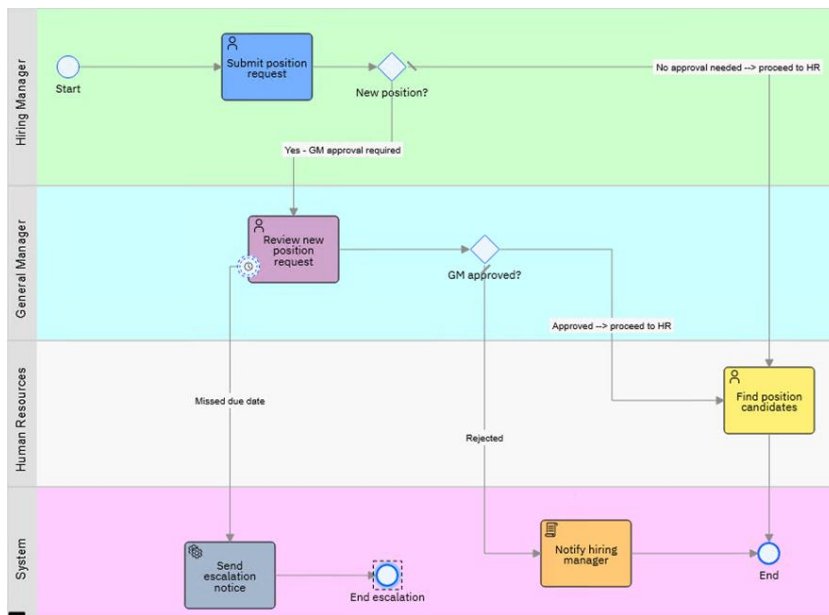 Hiring Manager
Start
Submit position
request
New position?
No approval needed --> proceed to HR
Yes - GM approval required
General Manager
Review new
position
request
GM approved?
Approved --> proceed to HR
Human Resources
Missed due date
Rejected
Find position
candidates
System
Send
escalation
notice
End escalation
Notify hiring
manager
End